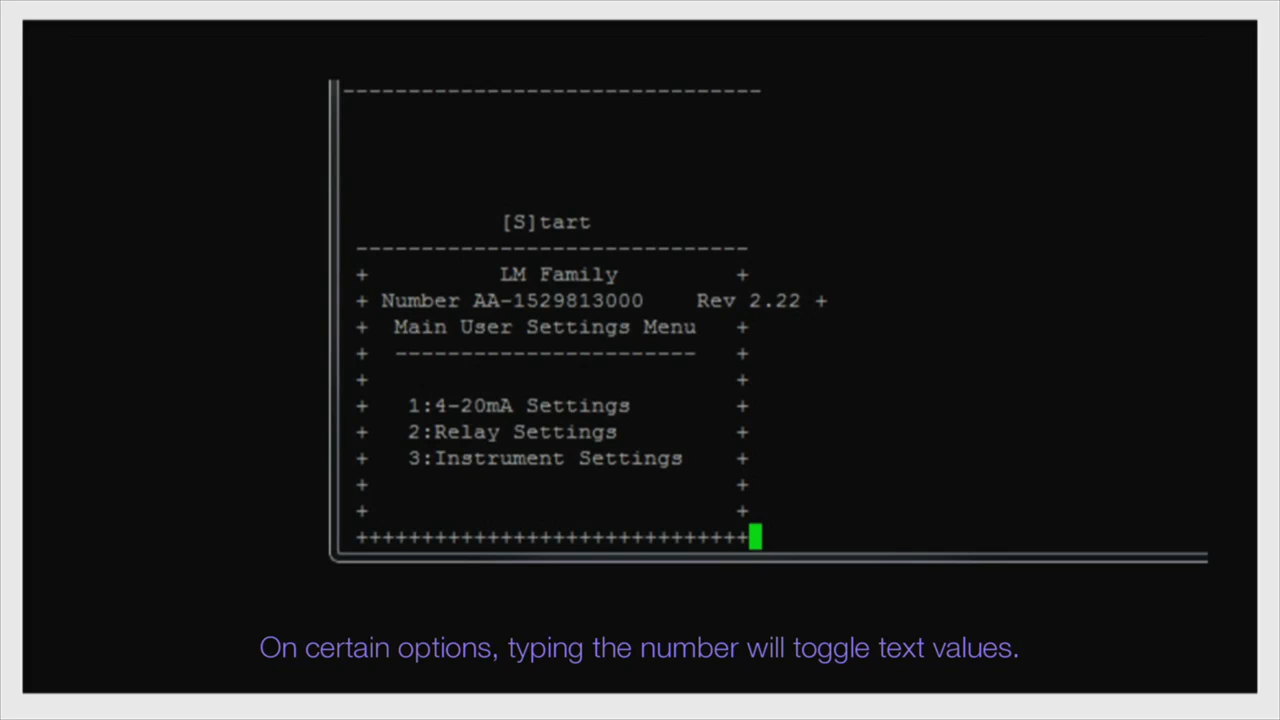 -------------------------------- 
[S]tart
------------------------------
+ LM Family +
+ Number AA-1529813000 Rev 2.22 +
+ Main User Settings Menu +
+ ----------------------- +
+ +
+ 1:4-20mA Settings +
+ 2:Relay Settings +
+ 3:Instrument Settings +
+ +
+ +
++++++++++++++++++++++++++++++
On certain options, typing the number will toggle text values.